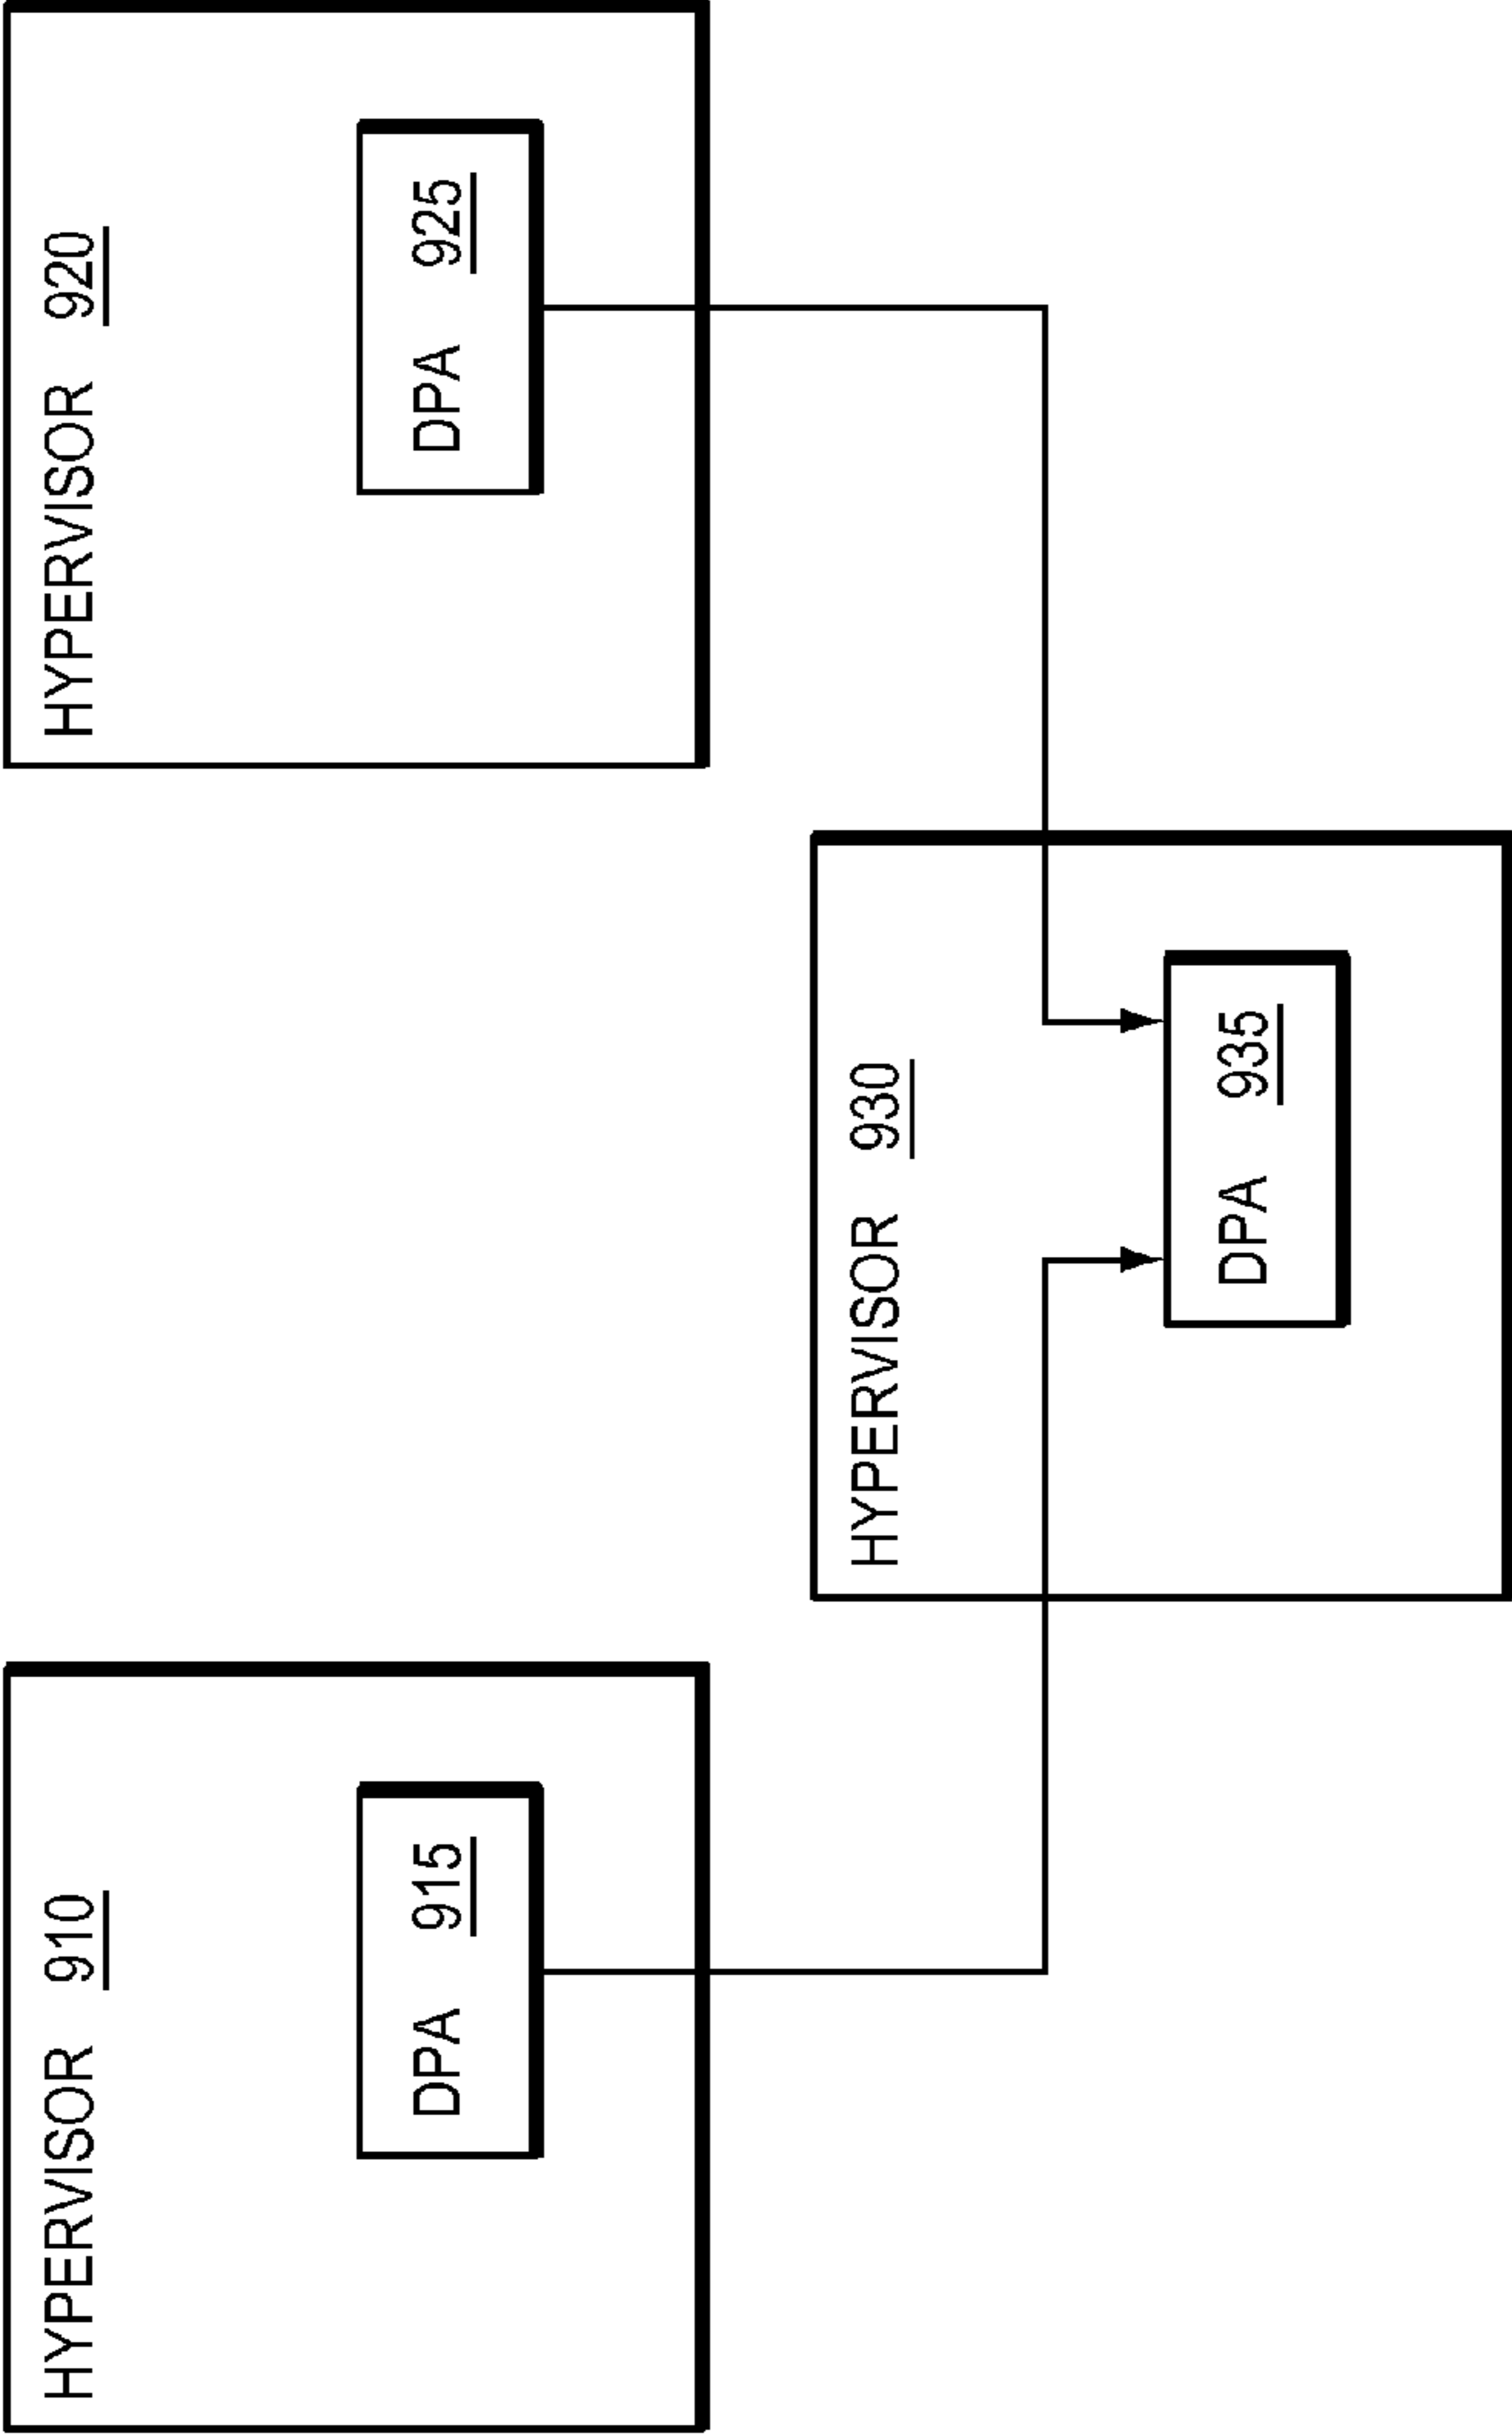 HYPERVISOR 910
DPA 915
HYPERVISOR 920
DPA 925
HYPERVISOR 930
DPA 935